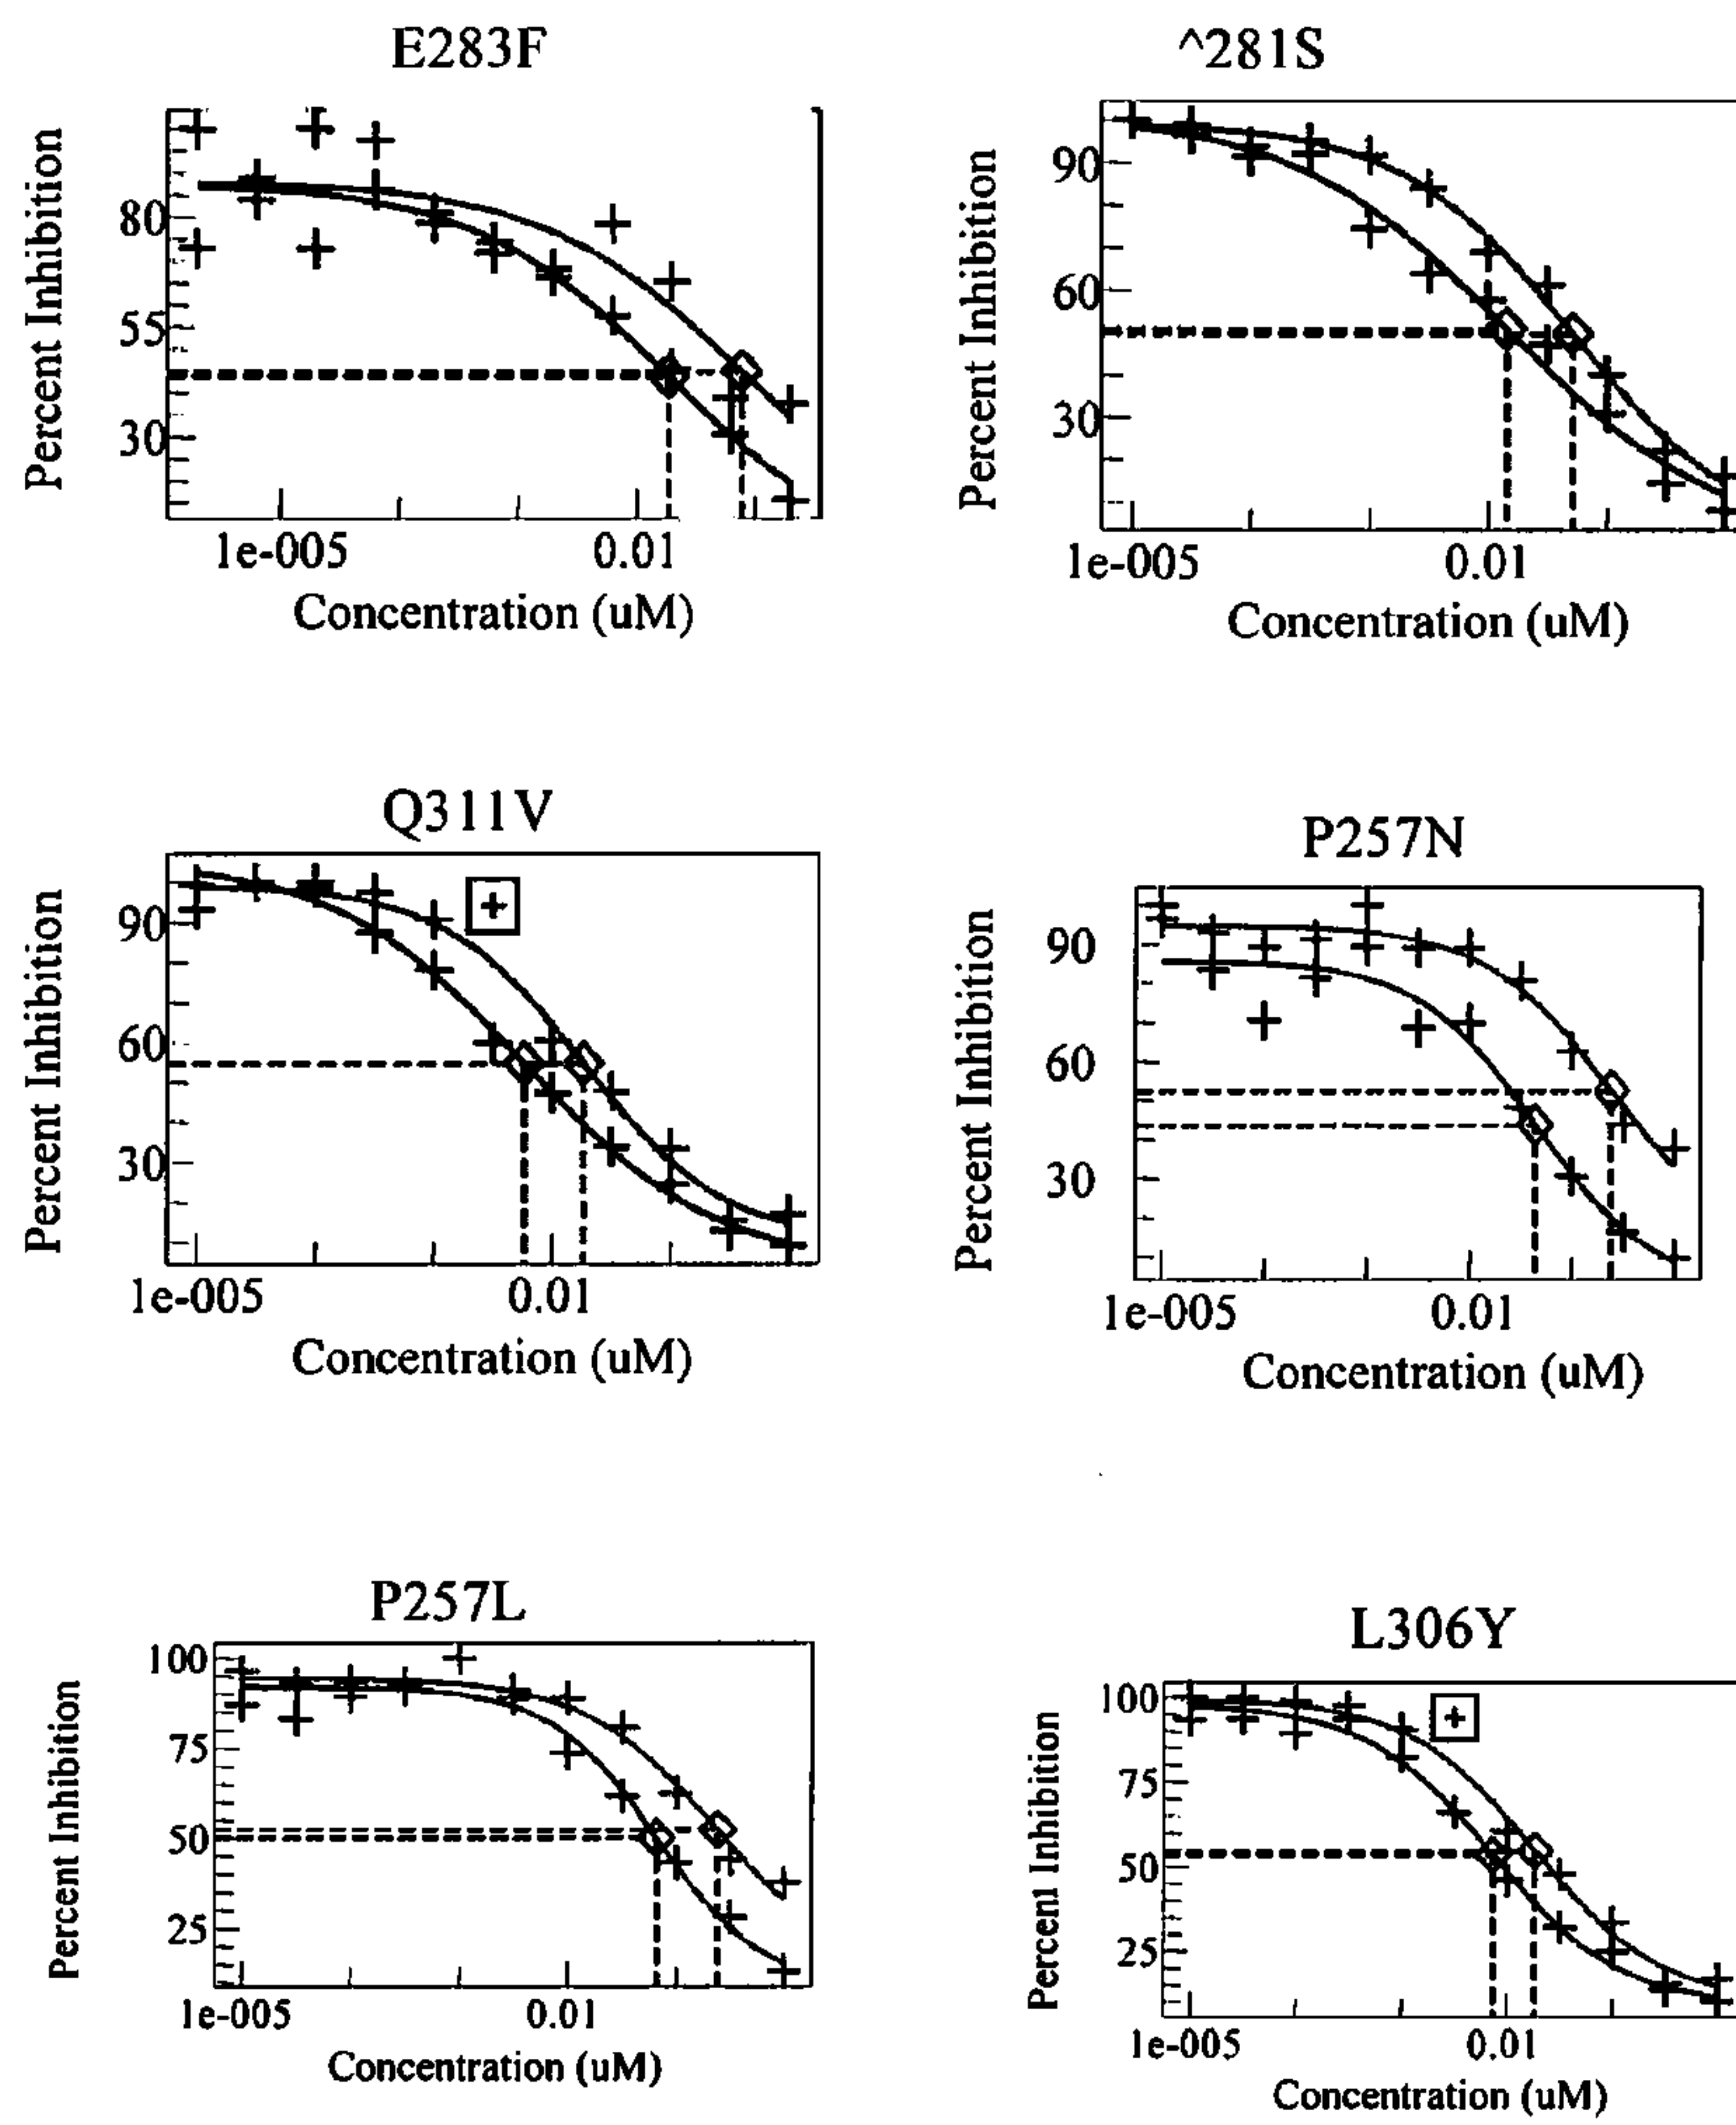 E283F
Percent Inhibition
80
55
30
1e-005 0.01
Concentration (uM)
^281S
Percent Inhibition
90
60
30
1e-005 0.01
Concentration (uM)
Q311V
Percent Inhibition
90
60
30
1e-005 0.01
Concentration (uM)
P257N
Percent Inhibition
90
60
30
1e-005 0.01
Concentration (uM)
P257L
Percent Inhibition
100
75
50
25
1e-005 0.01
Concentration (uM)
L306Y
Percenl Inhibition
100
75
50
25
1e-005 0.01
Concentration (uM)